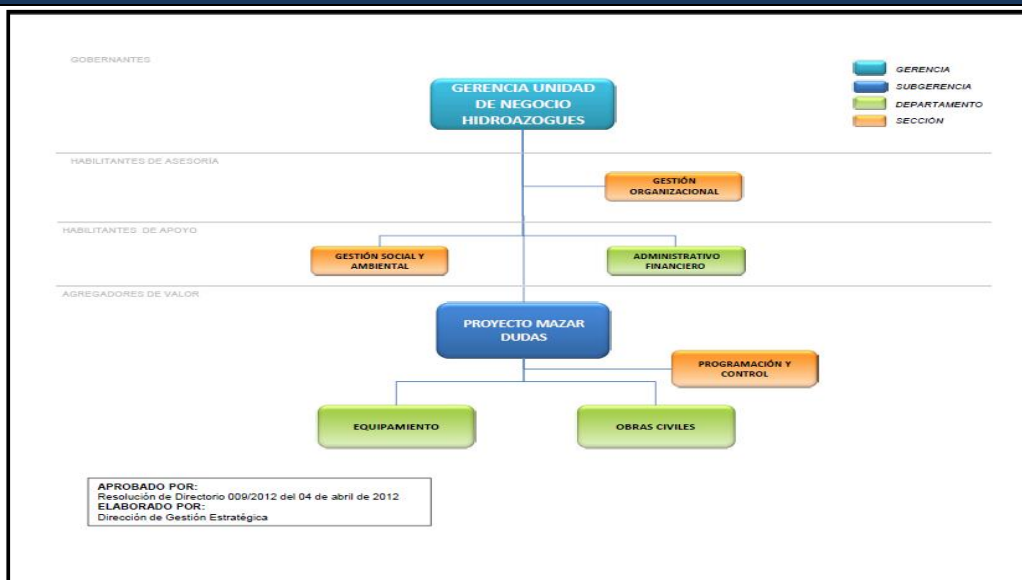 GOBERNANTES
GERENCIA UNIDAD
DE NEGOCIO
HIDROAZOGUES
GERENCIA
SUBGERENCIA
DEPARTAMENTO
SECCIÓN
HABILITANTES DE ASESORÍA
GESTIÓN
ORGANIZACIONAL
HABILITANTES DE APOYO
GESTIÓN SOCIAL Y
AMBIENTAL
ADMINISTRATIVO
FINANCIERO
AGREGADORES DE VALOR
PROYECTO MAZAR
DUDAS
PROGRAMACIÓN Y
CONTROL
EQUIPAMIENTO
OBRAS CIVILES
APROBADO POR:
Resolución de Directorio 009/2012 del 04 de abril de 2012
ELABORADO POR:
Dirección de Gestión Estratégica